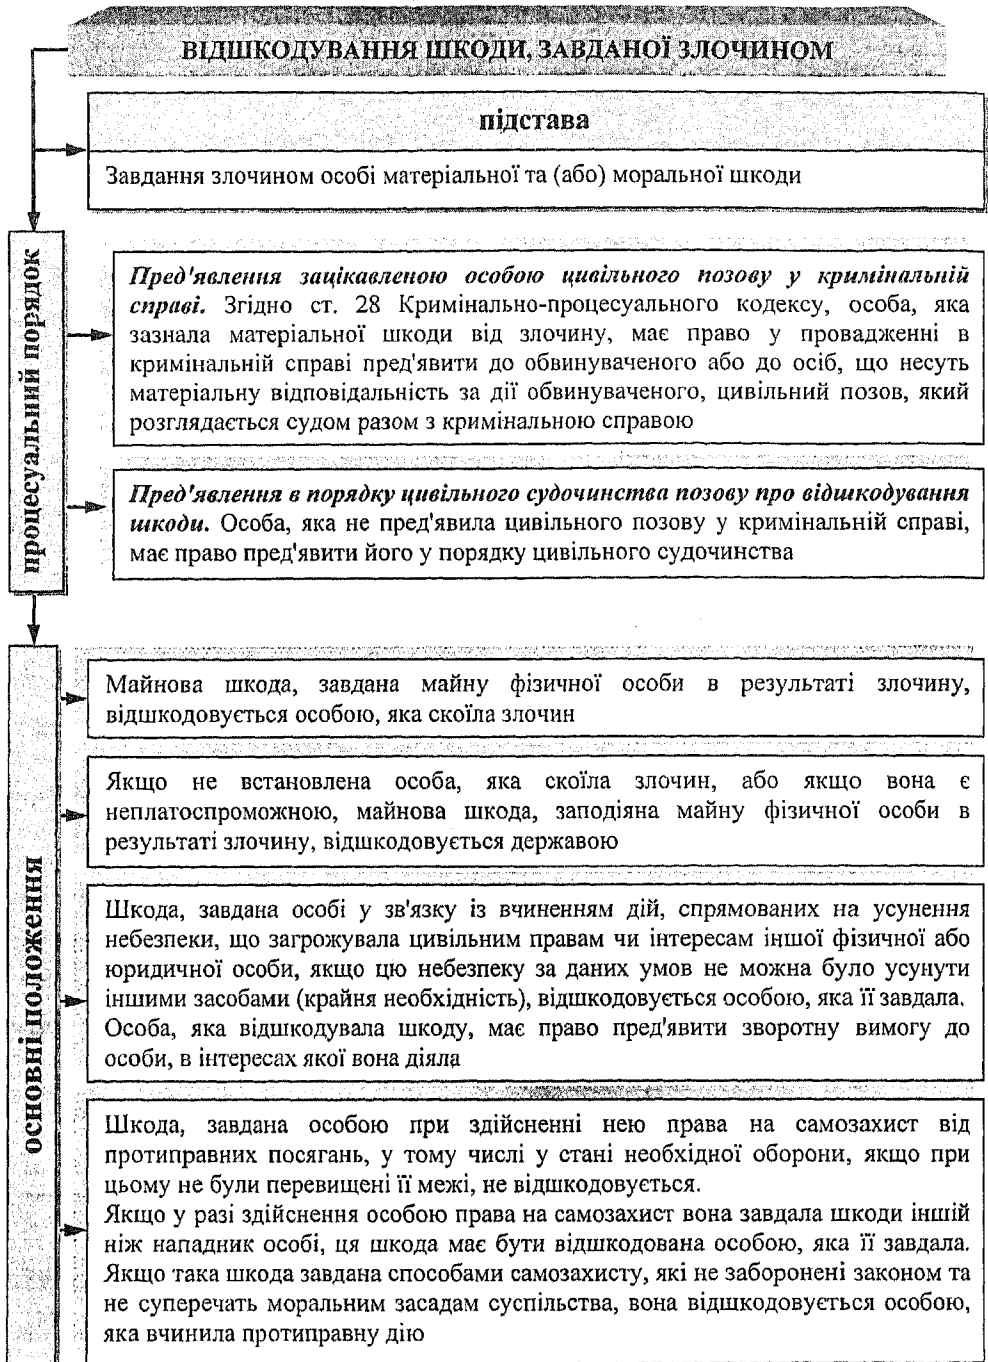 ВІДШКОДУВАННЯ ШКОДИ, ЗАВДАНОЇ ЗЛОЧИНОМ
підстава
Завдання злочином особі матеріальної та (або) моральної шкоди
процесуальний порядок
Пред'явлення зацікавленою особою цивільного позову у кримінальній
справі. Згідно ст. 28 Кримінально-процесуального кодексу, особа, яка
зазнала матеріальної шкоди від злочину, має право у провадженні в
кримінальній справі пред'явити до обвинуваченого або до осіб, що несуть
матеріальну відповідальність за дії обвинуваченого, цивільний позов, який
розглядається судом разом з кримінальною справою
Пред'явлення в порядку цивільного судочинства позову про відшкодування
шкоди. Особа, яка не пред'явила цивільного позову у кримінальній справі,
має право пред'явити його у порядку цивільного судочинства
основні положення
Майнова шкода, завдана майну фізичної особи в результаті злочину,
відшкодовується особою, яка скоїла злочин
Якщо не встановлена особа, яка скоїла злочин, або якщо вона є
неплатоспроможною, майнова шкода, заподіяна майну фізичної особи в
результаті злочину, відшкодовується державою
Шкода, завдана особі у зв'язку із вчиненням дій, спрямованих на усунення
небезпеки, що загрожувала цивільним правам чи інтересам іншої фізичної або
юридичної особи, якщо цю небезпеку за даних умов не можна було усунути
іншими засобами (крайня необхідність), відшкодовується особою, яка її завдала.
Особа, яка відшкодувала шкоду, має право пред'явити зворотну вимогу до
особи, в інтересах якої вона діяла
Шкода, завдана особою при здійсненні нею права на самозахист від
протиправних посягань, у тому числі у стані необхідної оборони, якщо при
цьому не були перевищені її межі, не відшкодовується.
Якщо у разі здійснення особою права на самозахист вона завдала шкоди іншій
ніж нападник особі, ця шкода має бути відшкодована особою, яка її завдала.
Якщо така шкода завдана способами самозахисту, які не заборонені законом та
не суперечать моральним засадам суспільства, вона відшкодовується особою,
яка вчинила протиправну дію